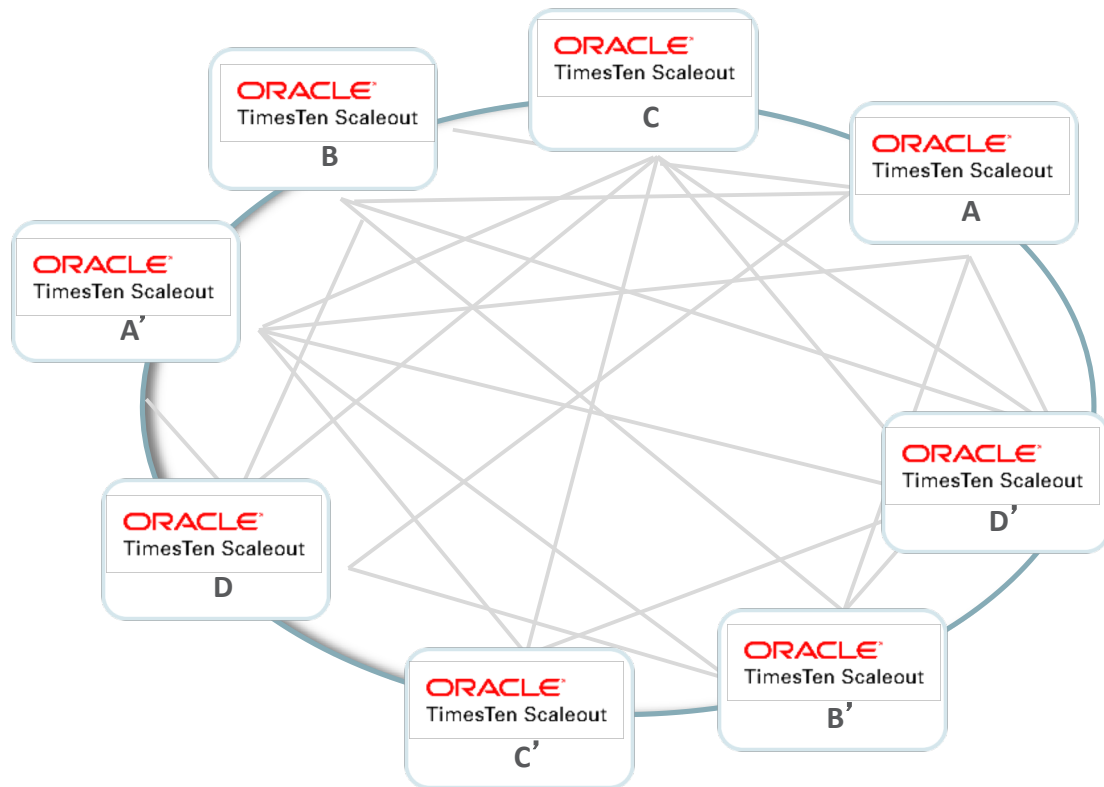 ORACLE
TimesTen Scaleout
C
ORACLE
TimesTen Scaleout
B
ORACLE
TimesTen Scaleout
A
ORACLE
TimesTen Scaleout
A’
ORACLE
TimesTen Scaleout
D’
ORACLE
TimesTen Scaleout
D
ORACLE
TimesTen Scaleout
B’
ORACLE
TimesTen Scaleout
C’